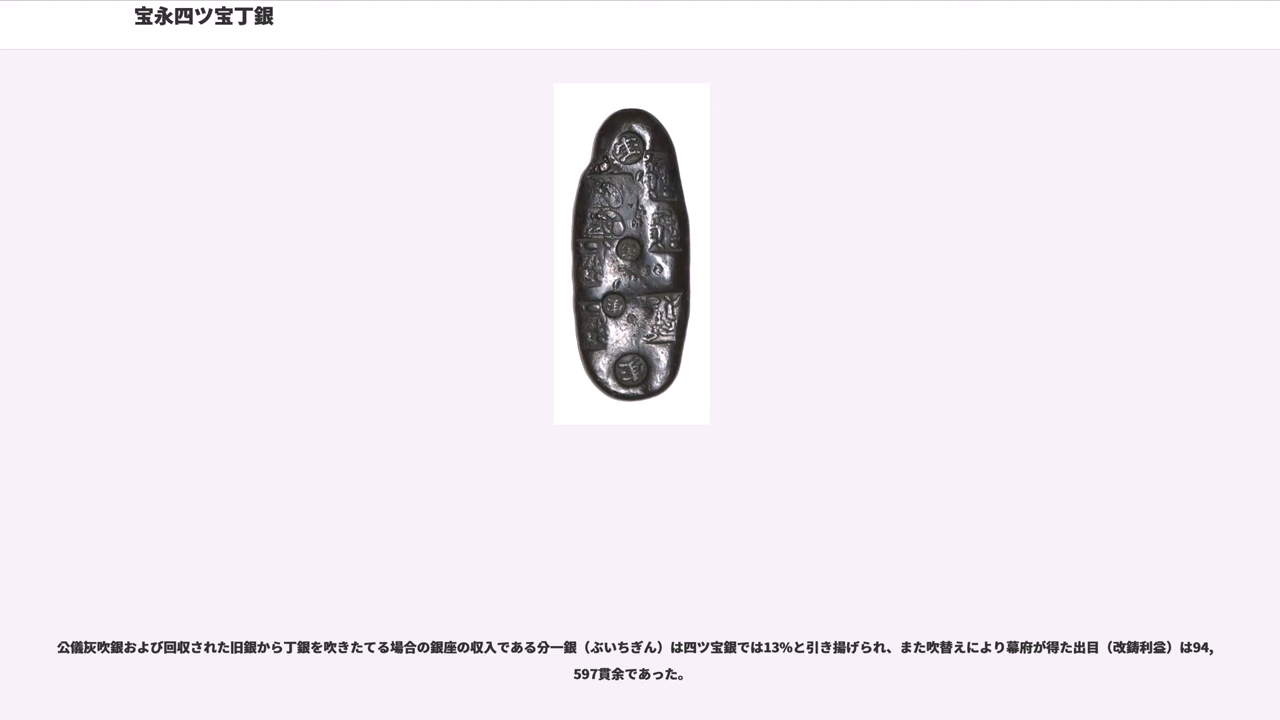 宝永四ツ宝丁銀
公儀灰吹銀および回収された旧銀から丁銀を吹きたてる場合の銀座の収入である分一銀（ぶいちぎん）は四ツ宝銀では13%と引き揚げられ、また吹替えにより幕府が得た出目（改鋳利益）は94,
597貫余であった。